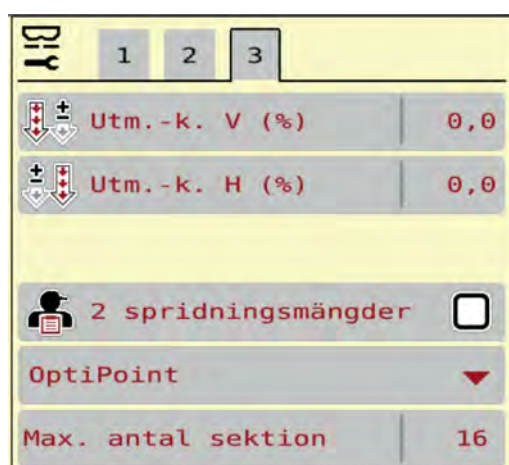 1 2 3
Utm.-k. V (%) 0,0
Utm.-k. H (%) 0,0
2 spridningsmängder
OptiPoint
Max. antal sektion 16